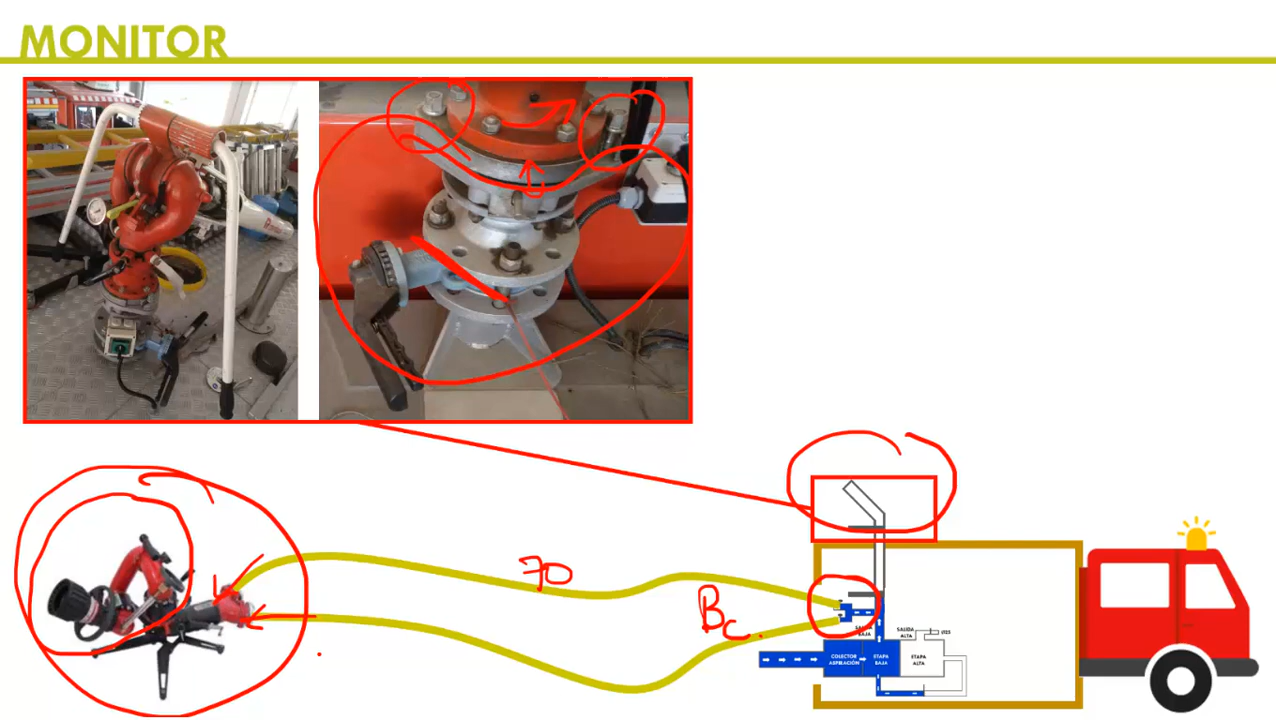 MONITOR
70
BC.
SALIDA
BAJA
SALIDA
ALTA
COLECTOR
ASPIRACIÓN
ETAPA
BAJA
ETAPA
ALTA